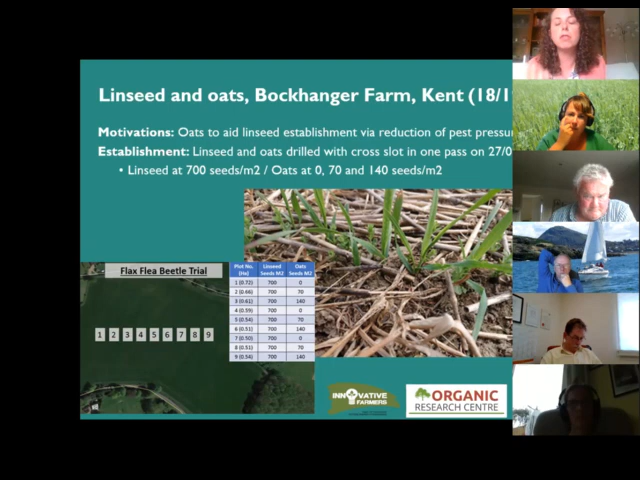 Linseed and oats, Bockhanger Farm, Kent (18/1
Motivations: Oats to aid linseed establishment via reduction of pest pressu
Establishment: Linseed and oats drilled with cross slot in one pass on 27/0
• Linseed at 700 seeds/m2 / Oats at 0, 70 and 140 seeds/m2
Flax Flea Beetle Trial
1 2 3 4 5 6 7 8 9
Plot No. (Ha) Linseed Seeds M2 Oats Seeds M2
1 (0.72) 700 0
2 (0.66) 700 70
3 (0.61) 700 140
4 (0.59) 700 0
5 (0.54) 700 70
6 (0.51) 700 140
7 (0.50) 700 0
8 (0.51) 700 70
9 (0.54) 700 140
INNOVATIVE
FARMERS
ORGANIC
RESEARCH CENTRE